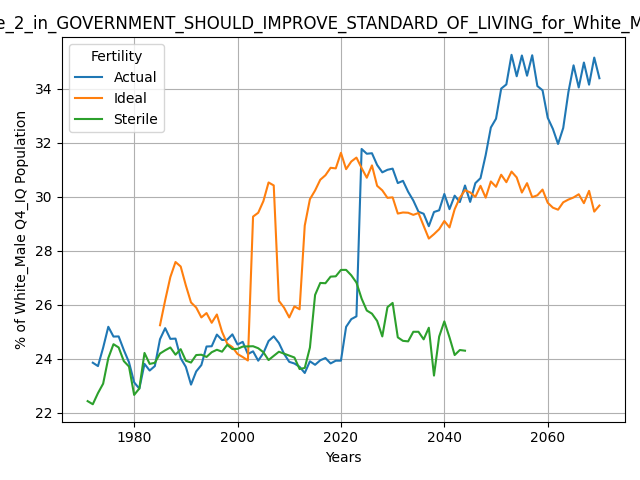 e_2_in_GOVERNMENT_SHOULD_IMPROVE_STANDARD_OF_LIVING_for_White_M
Fertility
Actual
Ideal
Sterile
% of White_Male Q4_IQ Population
34
32
30
28
26
24
22
1980
2000
2020
2040
2060
Years